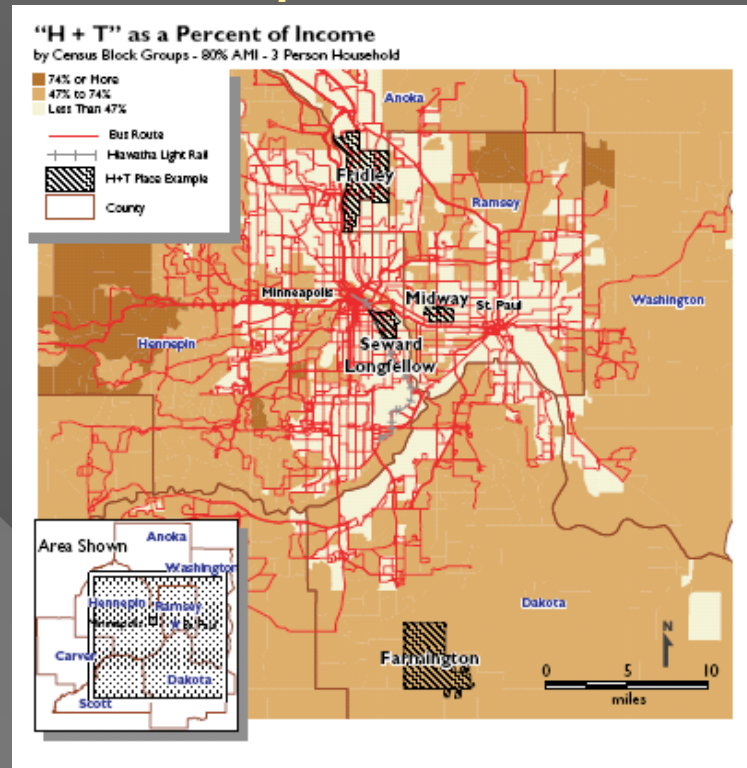 "H + T" as a Percent of Income
by Census Block Groups - 80% AMI - 3 Person Household
74% or More
47% to 74%
Less Than 47%
Bus Route
Hiawatha Light Rail
H+T Place Example
County
Anoka
Fridley
Ramsey
Minneapolis
Midway
St. Paul
Washington
Hennepin
Seward
Longfellow
Dakota
Farmington
N
0 5 10
miles
Area Shown
Anoka
Washington
Hennepin
Ramsey
Carver
Dakota
Scott